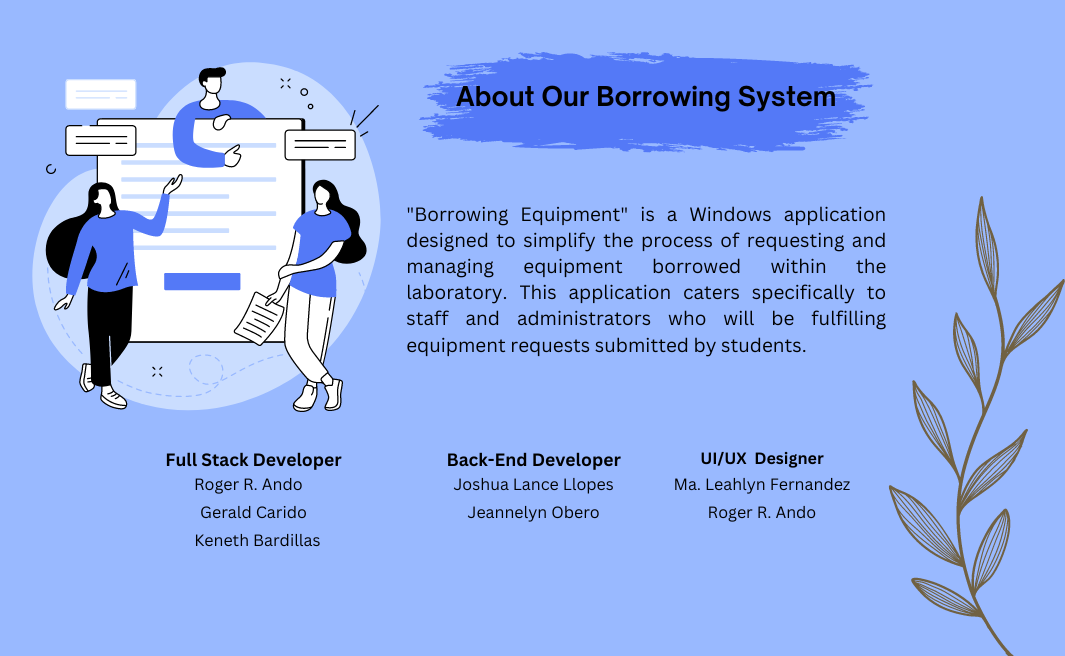 About Our Borrowing System
"Borrowing Equipment" is a Windows application
designed to simplify the process of requesting and
managing equipment borrowed within the
laboratory. This application caters specifically to
staff and administrators who will be fulfilling
equipment requests submitted by students.
Full Stack Developer
Roger R. Ando
Gerald Carido
Keneth Bardillas
Back-End Developer
Joshua Lance Llopes
Jeannelyn Obero
UI/UX Designer
Ma. Leahlyn Fernandez
Roger R. Ando